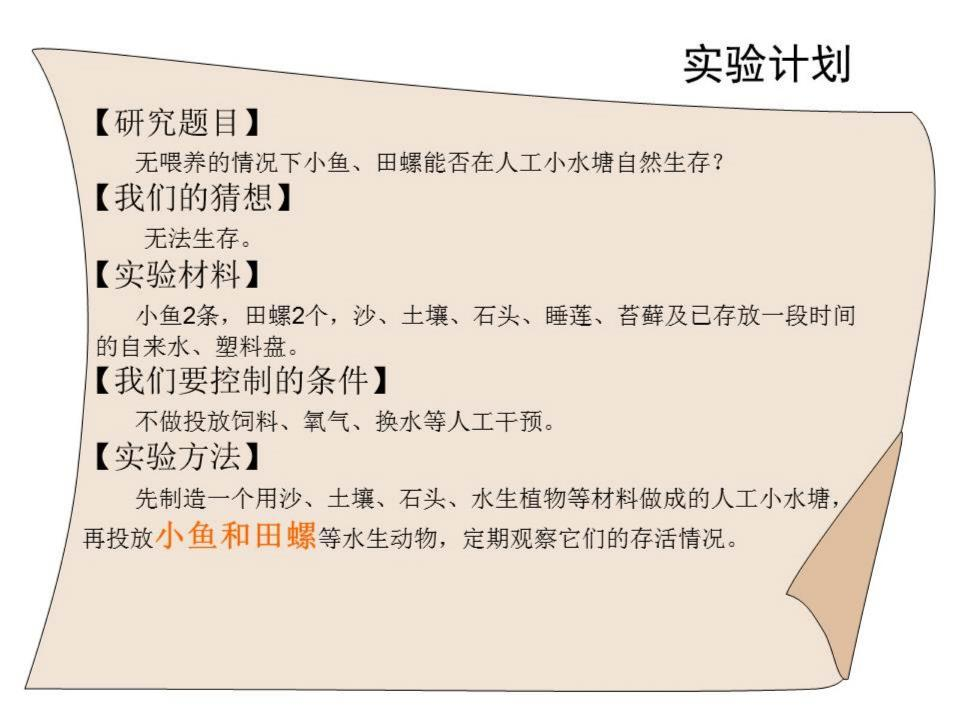 实验计划
【研究题目】
无喂养的情况下小鱼、田螺能否在人工小水塘自然生存？
【我们的猜想】
无法生存。
【实验材料】
小鱼2条，田螺2个，沙、土壤、石头、睡莲、苔藓及已存放一段时间
的自来水、塑料盘。
【我们要控制的条件】
不做投放饲料、氧气、换水等人工干预。
【实验方法】
先制造一个用沙、土壤、石头、水生植物等材料做成的人工小水塘，
再投放小鱼和田螺等水生动物，定期观察它们的存活情况。